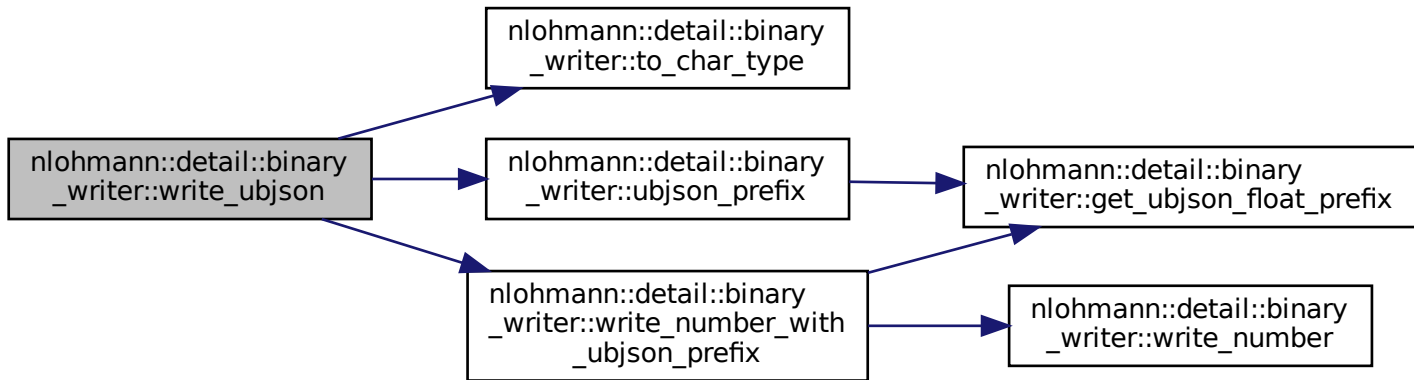 nlohmann::detail::binary
_writer::to_char_type
nlohmann::detail::binary
_writer::write_ubjson
nlohmann::detail::binary
_writer::ubjson_prefix
nlohmann::detail::binary
_writer::get_ubjson_float_prefix
nlohmann::detail::binary
_writer::write_number_with
_ubjson_prefix
nlohmann::detail::binary
_writer::write_number